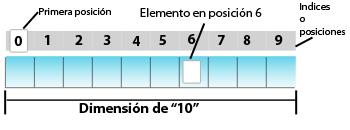 Primera posición
Elemento en posición 6
Indices
o
posiciones
0 1 2 3 4 5 6 7 8 9
Dimensión de “10”